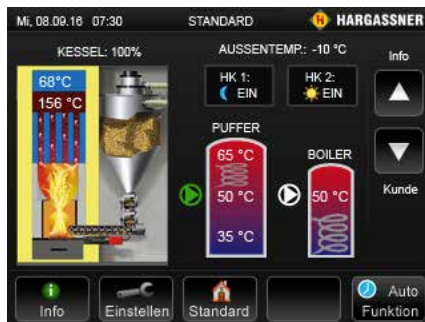 Mi, 08.09.16 07:30 STANDARD HARGASSNER
KESSEL: 100% AUSSENTEMP.: -10 °C Info
68°C
156 °C
HK 1: HK 2:
EIN EIN
PUFFER
65 °C
50 °C
35 °C
BOILER
50 °C
Kunde
Info Einstellen Standard Auto
Funktion